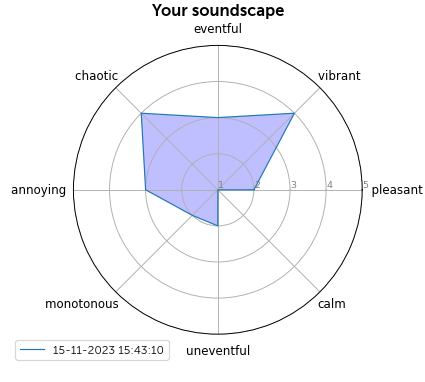 Your soundscape
eventful
chaotic
vibrant
annoying
1 2 3 4 5
pleasant
monotonous
calm
uneventful
15-11-2023 15:43:10